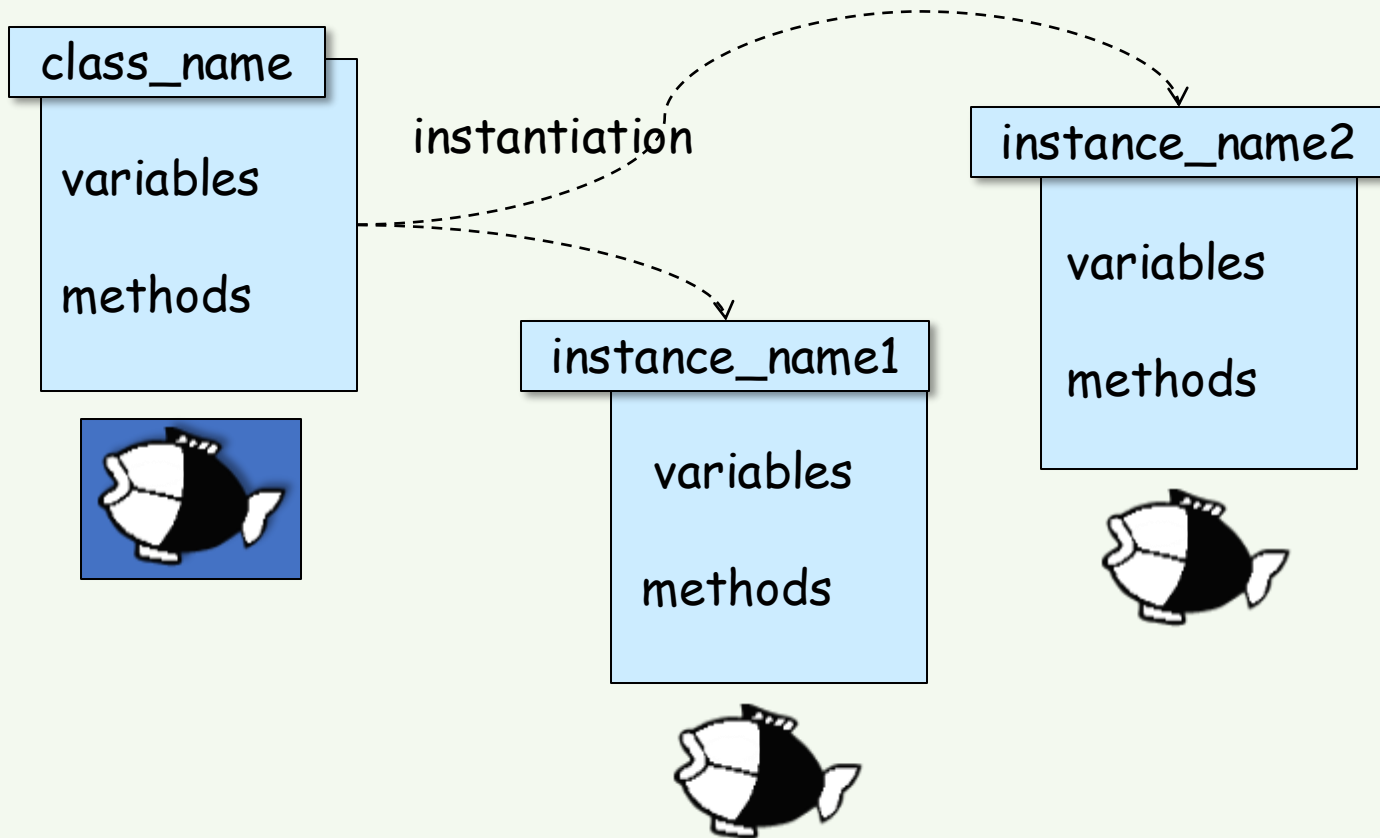 class_name
variables
methods
instantiation
instance_name1
variables
methods
instance_name2
variables
methods